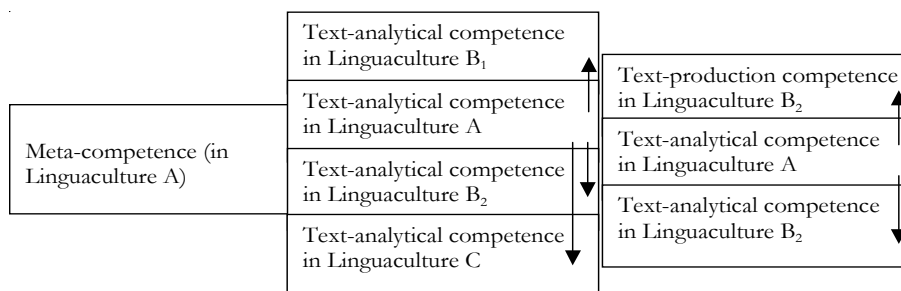 Meta-competence (in
Linguaculture A)
Text-analytical competence
in Linguaculture B₁
Text-analytical competence
in Linguaculture A
Text-analytical competence
in Linguaculture B₂
Text-analytical competence
in Linguaculture C
Text-production competence
in Linguaculture B₂
Text-analytical competence
in Linguaculture A
Text-analytical competence
in Linguaculture B₂